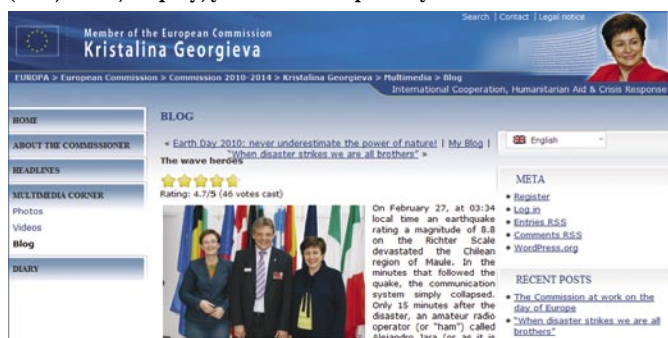 Search | Contact | Legal notice
Member of the European Commission
Kristalina Georgieva
EUROPA > European Commission > Commission 2010-2014 > Kristalina Georgieva > Multimedia > Blog
International Cooperation, Humanitarian Aid & Crisis Response
HOME
ABOUT THE COMMISSIONER
HEADLINES
MULTIMEDIA CORNER
Photos
Videos
Blog
DIARY
BLOG
« Earth Day 2010: never underestimate the power of nature! | My Blog |
"When disaster strikes we are all brothers" »
The wave heroes
Rating: 4.7/5 (46 votes cast)
On February 27, at 03:34
local time an earthquake
rating a magnitude of 8.8
on the Richter Scale
devastated the Chilean
region of Maule. In the
minutes that followed the
quake, the communication
system simply collapsed.
Only 15 minutes after the
disaster, an amateur radio
operator (or "ham") called
Alejandro Jara (or as it is
English
META
Register
Log in
Entries RSS
Comments RSS
WordPress.org
RECENT POSTS
The Commission at work on the
day of Europe
"When disaster strikes we are all
brothers"